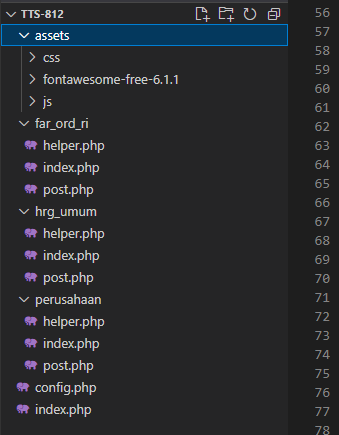 TTS-812
assets
css
fontawesome-free-6.1.1
js
far_ord_ri
helper.php
index.php
post.php
hrg_umum
helper.php
index.php
post.php
perusahaan
helper.php
index.php
post.php
config.php
index.php
56
57
58
59
60
61
62
63
64
65
66
67
68
69
70
71
72
73
74
75
76
77
78